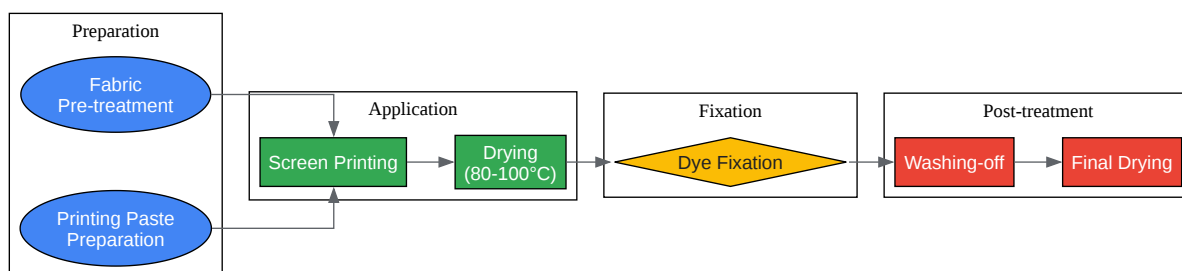 Preparation
Fabric
Pre-treatment
Printing Paste
Preparation
Application
Screen Printing
Drying
(80-100°C)
Fixation
Dye Fixation
Post-treatment
Washing-off
Final Drying